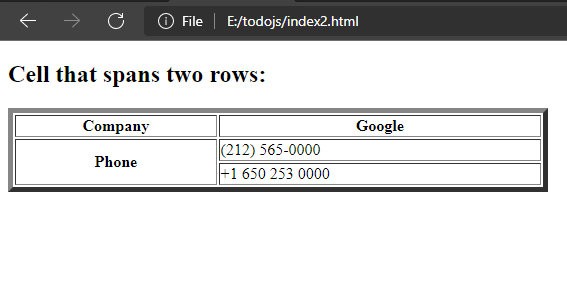 File E:/todojs/index2.html
Cell that spans two rows:
Company Google
Phone (212) 565-0000
+1 650 253 0000